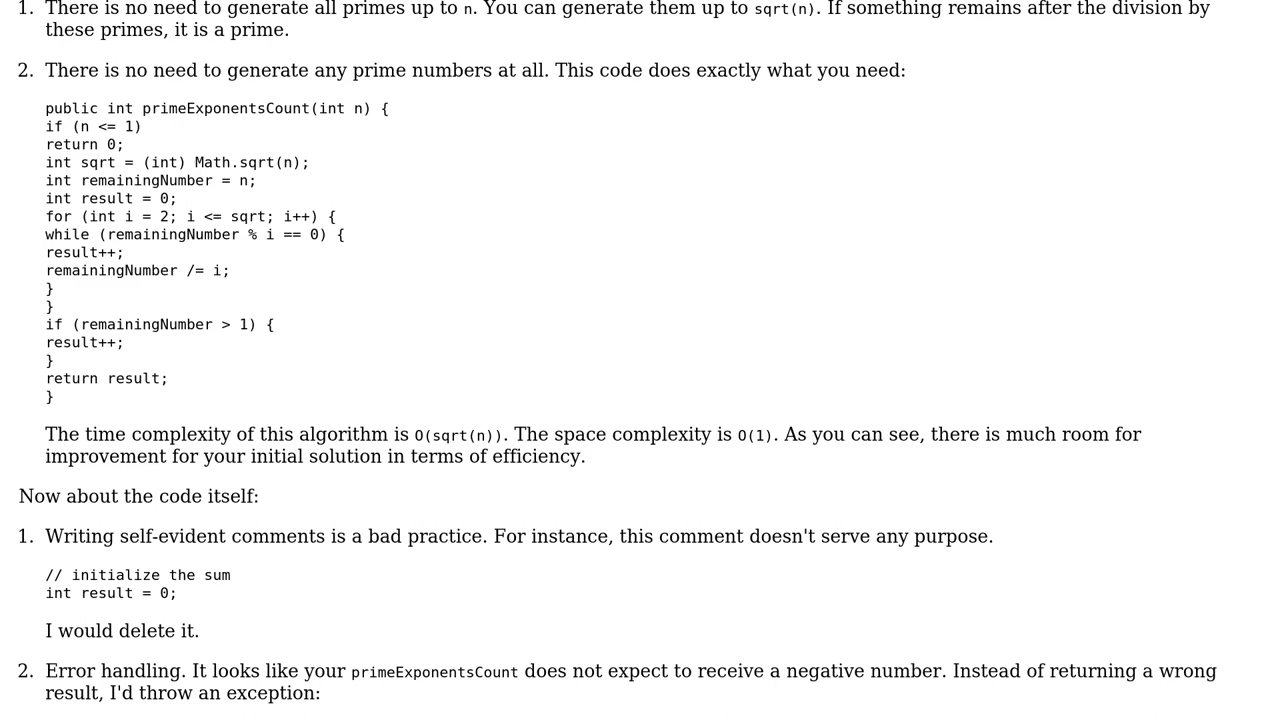 1. There is no need to generate all primes up to n. You can generate them up to sqrt(n). If something remains after the division by
these primes, it is a prime.
2. There is no need to generate any prime numbers at all. This code does exactly what you need:
public int primeExponentsCount(int n) {
if (n <= 1)
return 0;
int sqrt = (int) Math.sqrt(n);
int remainingNumber = n;
int result = 0;
for (int i = 2; i <= sqrt; i++) {
while (remainingNumber % i == 0) {
result++;
remainingNumber /= i;
}
}
if (remainingNumber > 1) {
result++;
}
return result;
}
The time complexity of this algorithm is O(sqrt(n)). The space complexity is O(1). As you can see, there is much room for
improvement for your initial solution in terms of efficiency.
Now about the code itself:
1. Writing self-evident comments is a bad practice. For instance, this comment doesn't serve any purpose.
// initialize the sum
int result = 0;
I would delete it.
2. Error handling. It looks like your primeExponentsCount does not expect to receive a negative number. Instead of returning a wrong
result, I'd throw an exception: